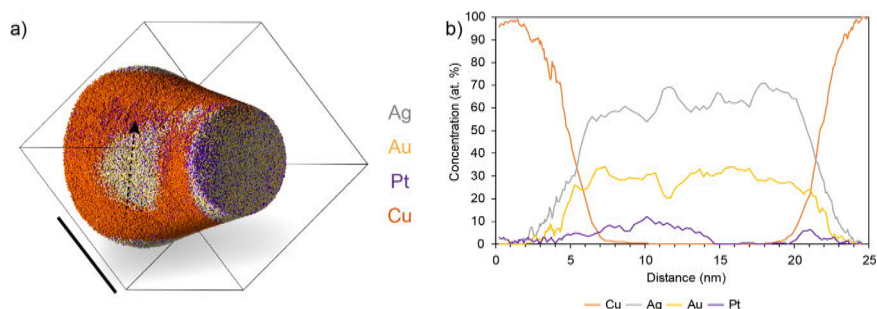 a)
Ag
Au
Pt
Cu
b)
Concentration (at. %)
100
90
80
70
60
50
40
30
20
10
0
0
5
10
15
20
25
Distance (nm)
Cu Ag Au Pt